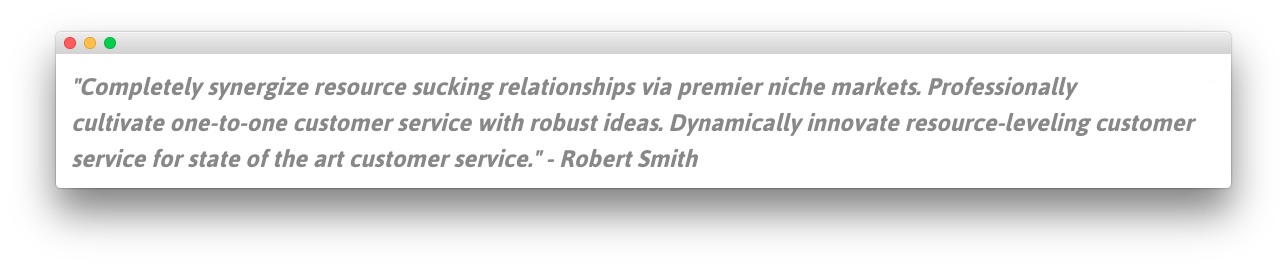 "Completely synergize resource sucking relationships via premier niche markets. Professionally
cultivate one-to-one customer service with robust ideas. Dynamically innovate resource-leveling customer
service for state of the art customer service." - Robert Smith